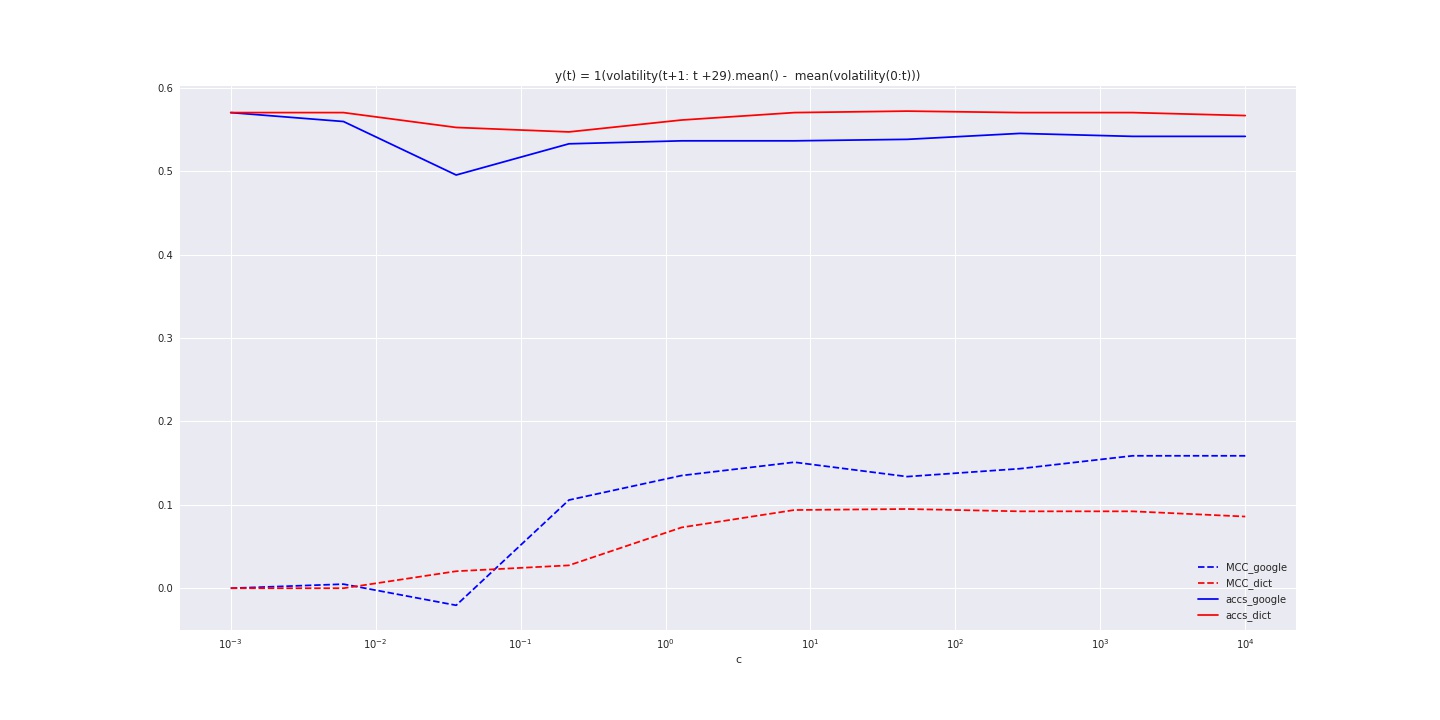 y(t) = 1(volatility(t+1: t +29).mean() -  mean(volatility(0:t)))
0.6
0.5
0.4
0.3
0.2
0.1
0.0
MCC_google
MCC_dict
accs_google
accs_dict
10⁻³ 10⁻² 10⁻¹ 10⁰ 10¹ 10² 10³ 10⁴
c